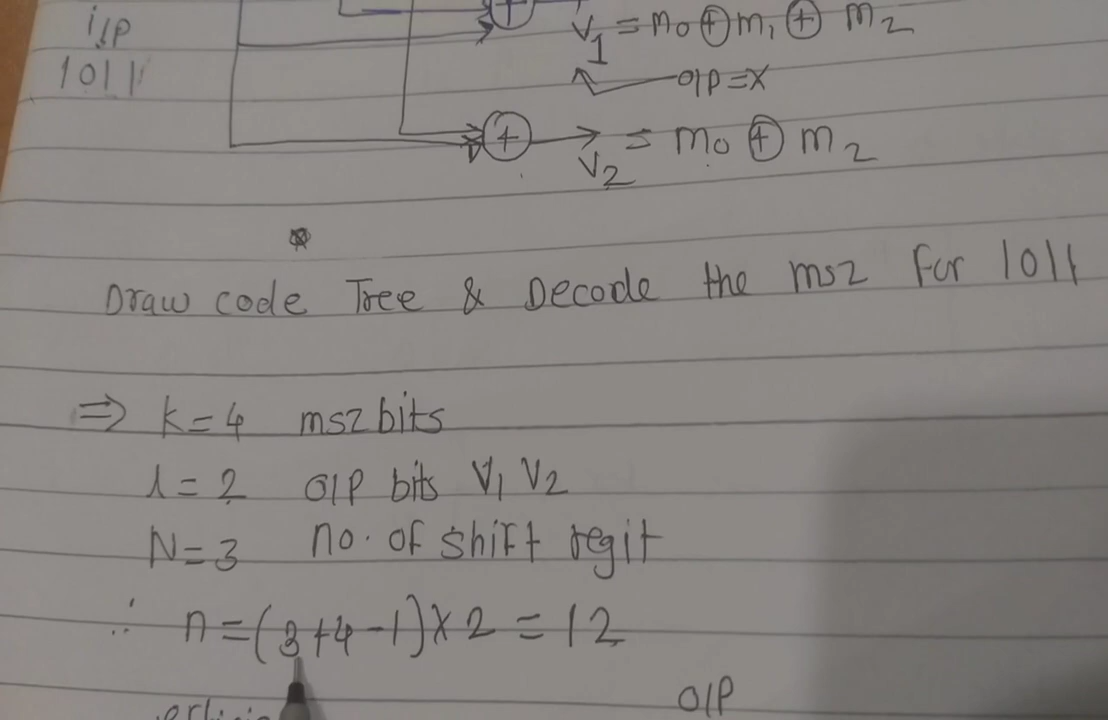 i/p
V1 = m0 ⊕ m1 ⊕ m2
1011
O/P = X
V2 = m0 ⊕ m2
Draw code Tree & Decode the msz for 1011
⇒ k = 4 msz bits
l = 2 O/P bits V1 V2
N = 3 no. of shift regit
∴ n = (3+4-1) X 2 = 12
O/P